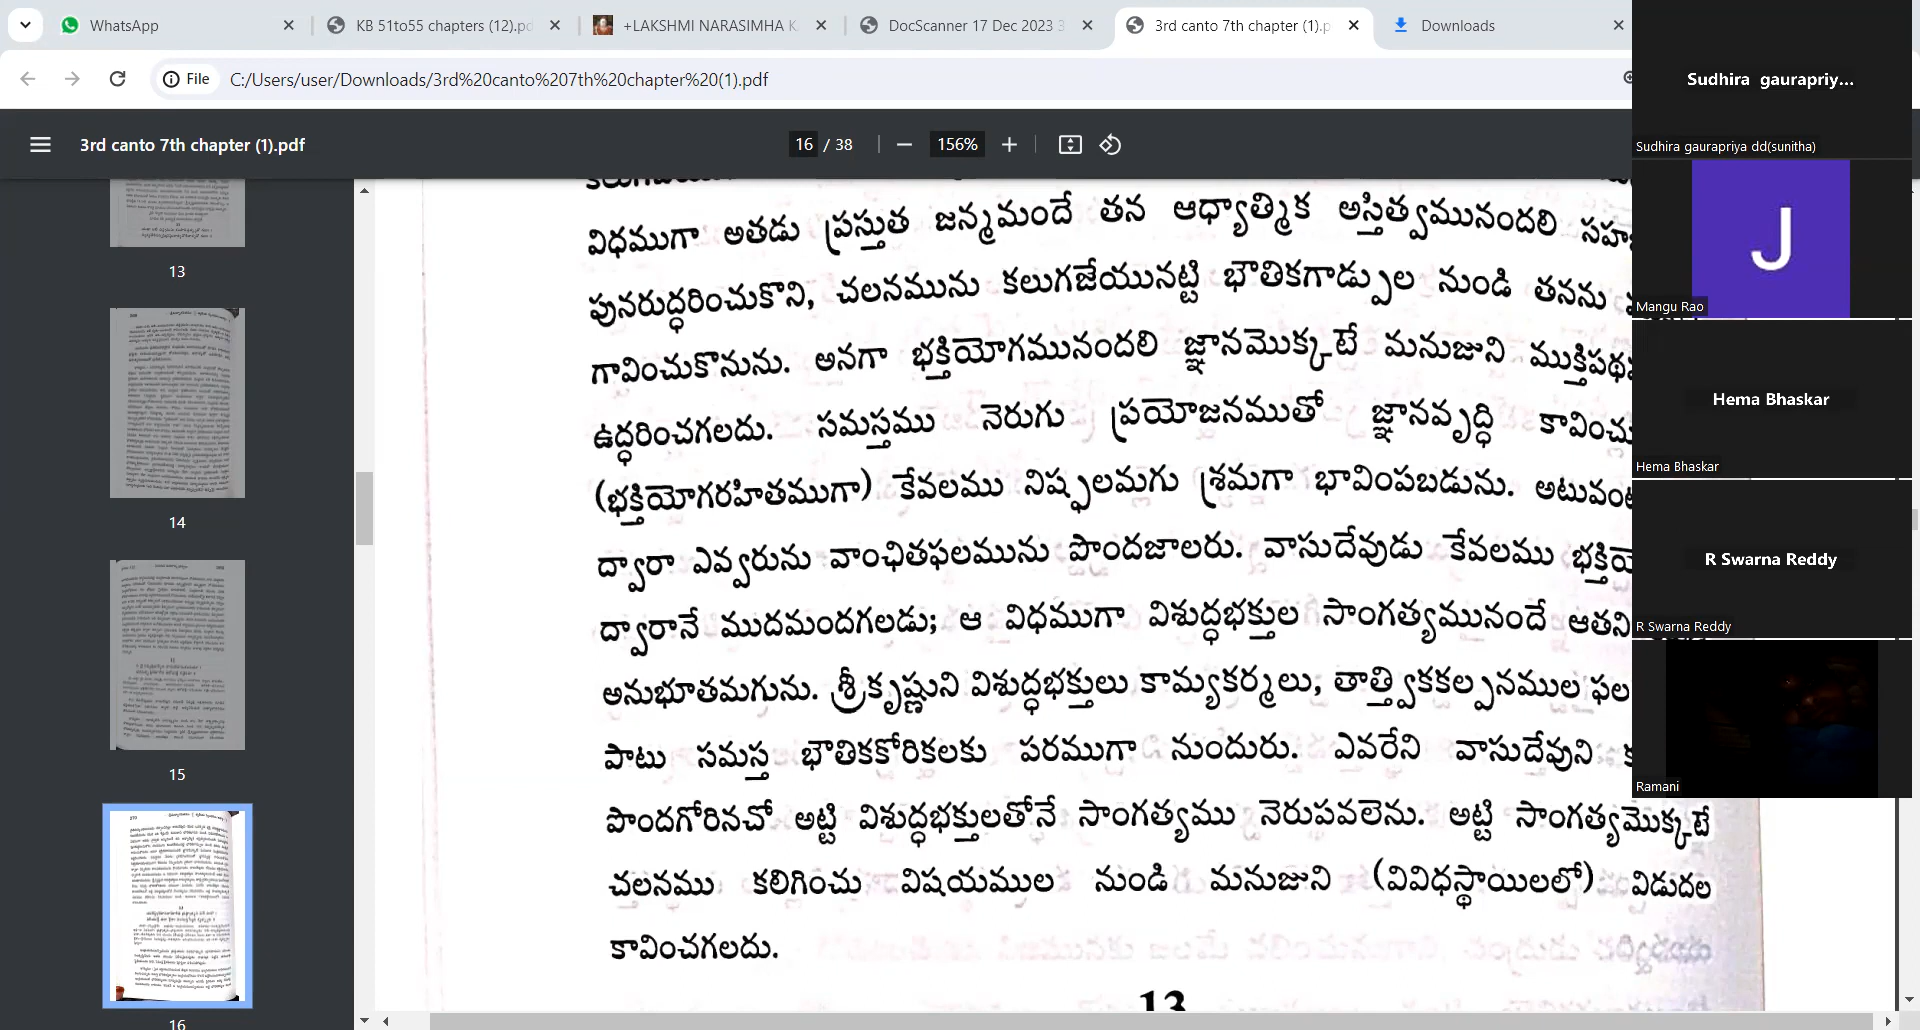 WhatsApp
KB 51to55 chapters (12).pd
+LAKSHMI NARASIMHA K
DocScanner 17 Dec 2023 3
3rd canto 7th chapter (1).p
Downloads
File
C:/Users/user/Downloads/3rd%20canto%207th%20chapter%20(1).pdf
3rd canto 7th chapter (1).pdf
16 / 38
156%
13
14
15
16
విధముగా అతడు ప్రస్తుత జన్మమందే తన ఆధ్యాత్మిక అస్తిత్వమునందలి
పునరుద్ధరించుకొని, చలనమును కలుగజేయునట్టి భౌతికగాడ్పుల నుండి తనను
గావించుకొనును. అనగా భక్తియోగమునందలి జ్ఞానమొక్కటే మనుజుని ముక్తిపథ
ఉద్ధరించగలదు. సమస్తము నెరుగు ప్రయోజనముతో జ్ఞానవృద్ధి కావించు
(భక్తియోగరహితముగా) కేవలము నిష్ఫలమగు శ్రమగా భావింపబడును. అటువం
ద్వారా ఎవ్వరును వాంఛితఫలమును పొందజాలరు. వాసుదేవుడు కేవలము భక్తి
ద్వారానే ముదమందగలడు; ఆ విధముగా విశుద్ధభక్తుల సాంగత్యమునందే ఆతని
అనుభూతమగును. శ్రీకృష్ణుని విశుద్ధభక్తులు కామ్యకర్మలు, తాత్త్వికకల్పనముల ఫల
పాటు సమస్త భౌతికకోరికలకు పరముగా నుందురు. ఎవరేని వాసుదేవుని
పొందగోరినచో అట్టి విశుద్ధభక్తులతోనే సాంగత్యము నెరుపవలెను. అట్టి సాంగత్యమొక్కటే
చలనము కలిగించు విషయముల నుండి మనుజుని (వివిధస్థాయిలలో) విడుదల
కావించగలదు.
13
Sudhira gaurapriy...
Sudhira gaurapriya dd(sunitha)
J
Mangu Rao
Hema Bhaskar
Hema Bhaskar
R Swarna Reddy
R Swarna Reddy
Ramani